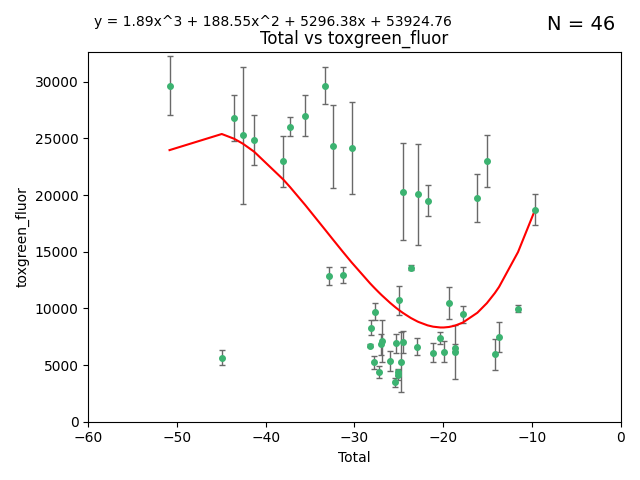 y = 1.89x^3 + 188.55x^2 + 5296.38x + 53924.76
N = 46
Total vs toxgreen_fluor
30000
25000
20000
15000
10000
5000
0
toxgreen_fluor
−60 −50 −40 −30 −20 −10 0
Total